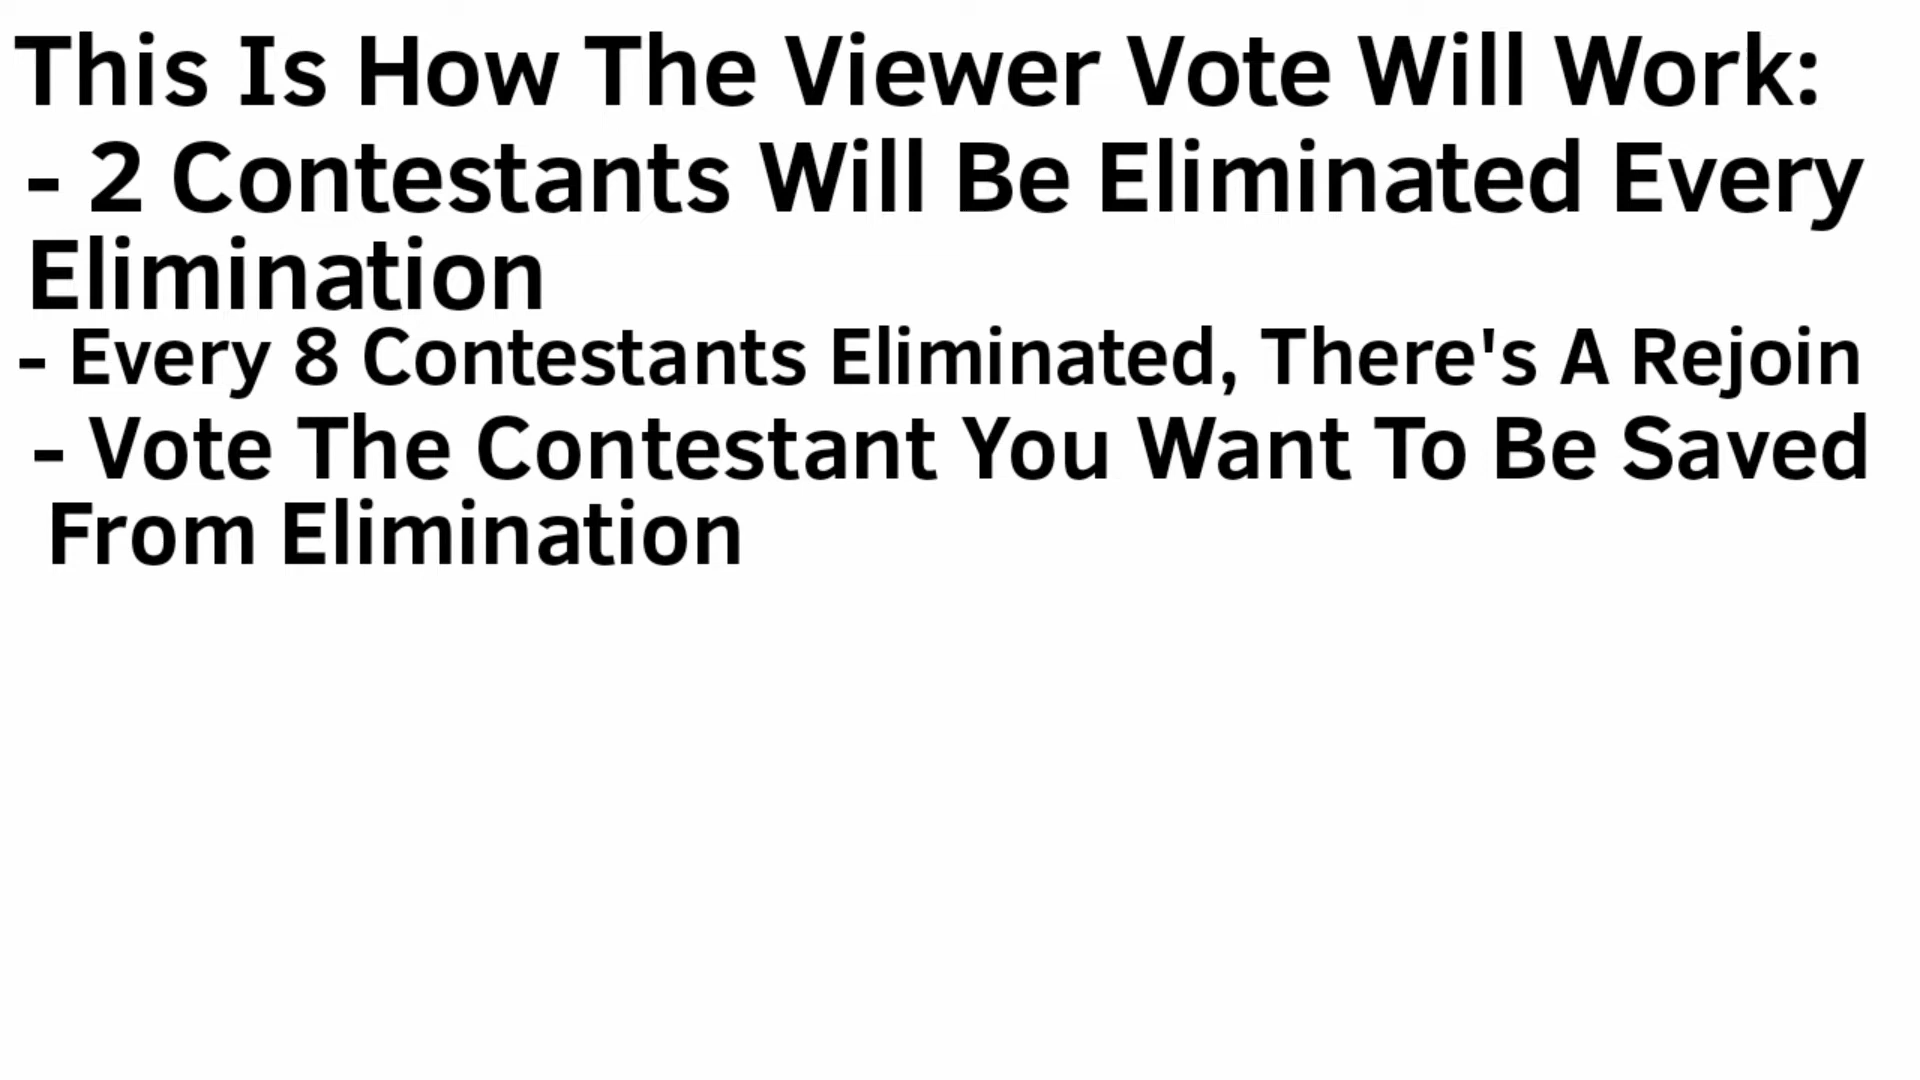 This Is How The Viewer Vote Will Work:
- 2 Contestants Will Be Eliminated Every
Elimination
- Every 8 Contestants Eliminated, There's A Rejoin
- Vote The Contestant You Want To Be Saved
From Elimination